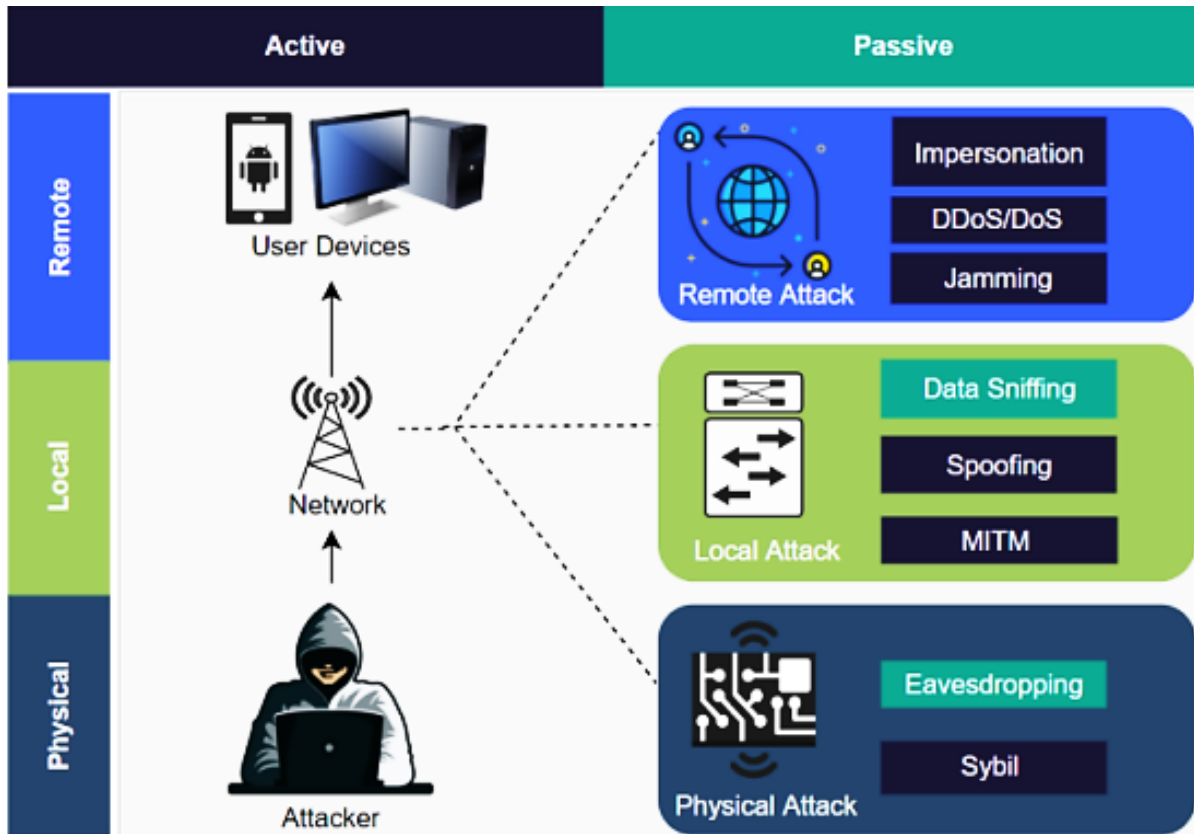 Active
Passive
Remote
User Devices
Remote Attack
Impersonation
DDoS/DoS
Jamming
Local
Network
Local Attack
Data Sniffing
Spoofing
MITM
Physical
Attacker
Physical Attack
Eavesdropping
Sybil